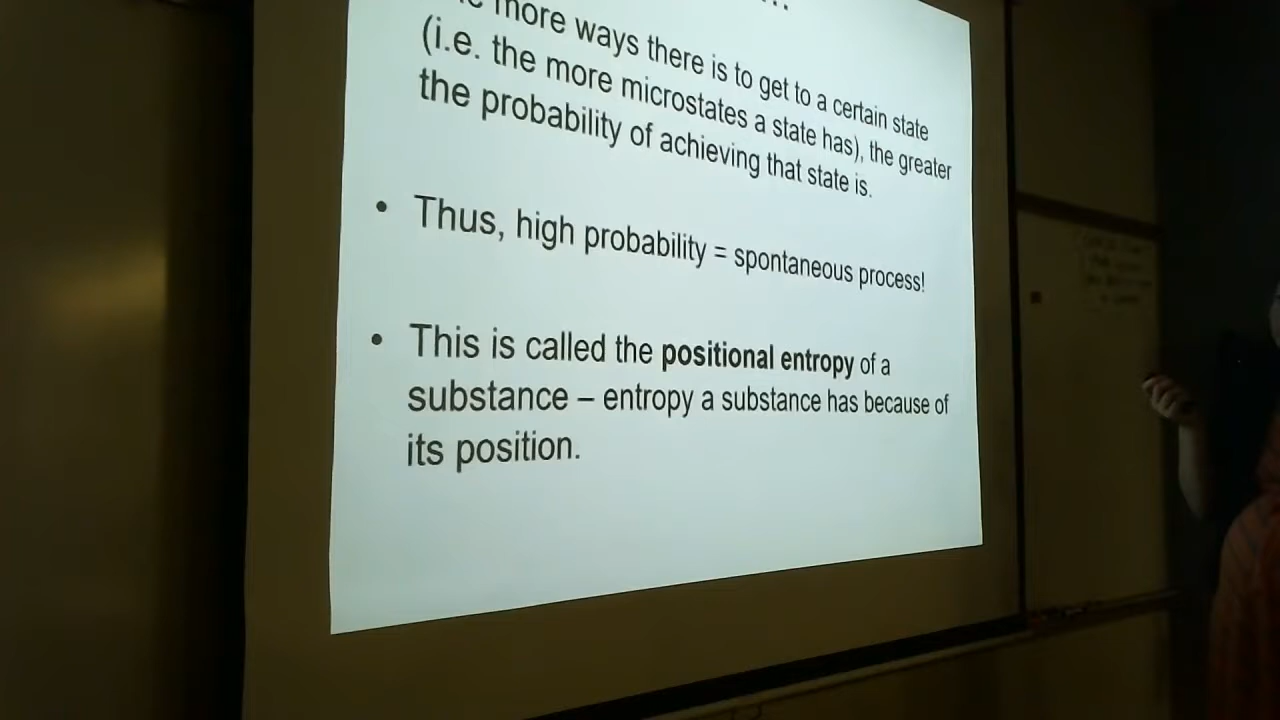 more ways there is to get to a certain state
(i.e. the more microstates a state has), the greater
the probability of achieving that state is.
• Thus, high probability = spontaneous process!
• This is called the positional entropy of a
substance – entropy a substance has because of
its position.